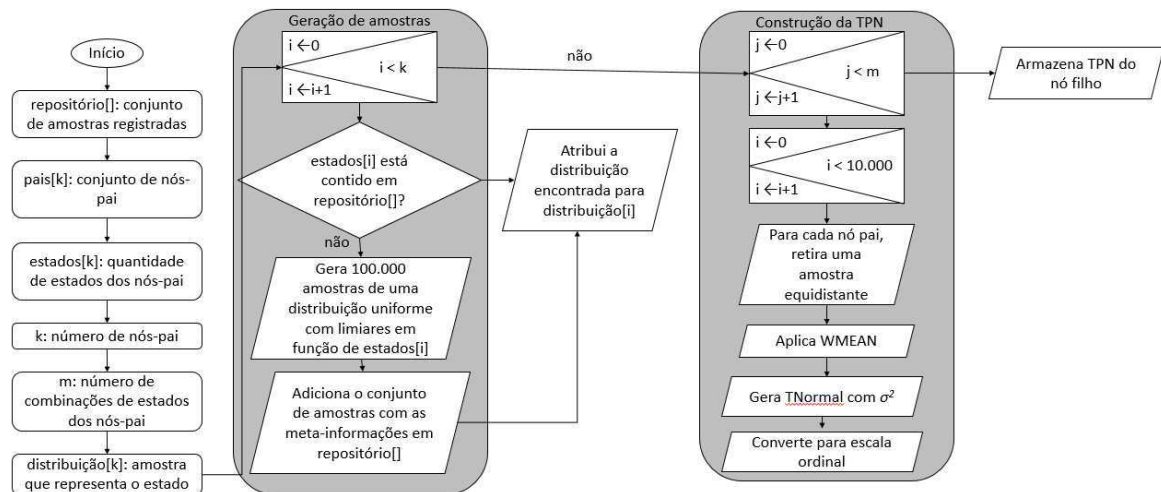 Início
repositório[]: conjunto
de amostras registradas
pais[k]: conjunto de nós-
pai
estados[k]: quantidade
de estados dos nós-pai
k: número de nós-pai
m: número de
combinações de estados
dos nós-pai
distribuição[k]: amostra
que representa o estado
Geração de amostras
i ←0
i < k
i ←i+1
não
estados[i] está
contido em
repositório[]?
não
Gera 100.000
amostras de uma
distribuição uniforme
com limiares em
função de estados[i]
Adiciona o conjunto
de amostras com as
meta-informações em
repositório[]
Atribui a
distribuição
encontrada para
distribuição[i]
Construção da TPN
j ←0
j < m
j ←j+1
i ←0
i < 10.000
i ←i+1
Para cada nó pai,
retira uma
amostra
equidistante
Aplica WMEAN
Gera TNormal com σ²
Converte para escala
ordinal
Armazena TPN do
nó filho